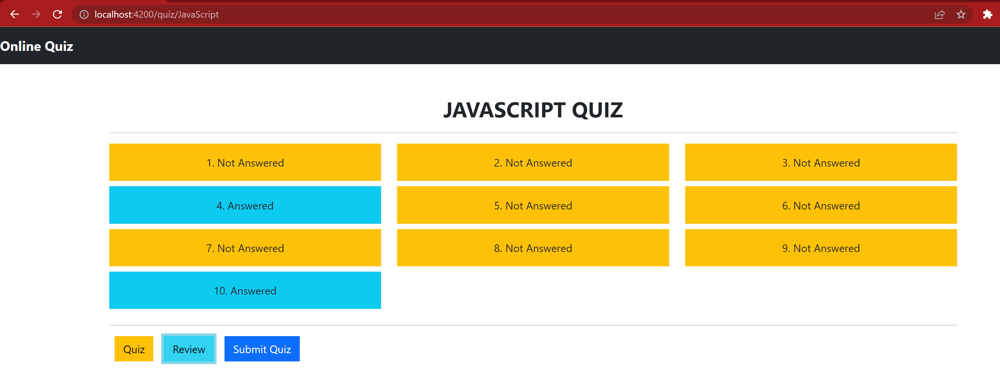 localhost:4200/quiz/JavaScript
Online Quiz
JAVASCRIPT QUIZ
1. Not Answered
2. Not Answered
3. Not Answered
4. Answered
5. Not Answered
6. Not Answered
7. Not Answered
8. Not Answered
9. Not Answered
10. Answered
Quiz
Review
Submit Quiz